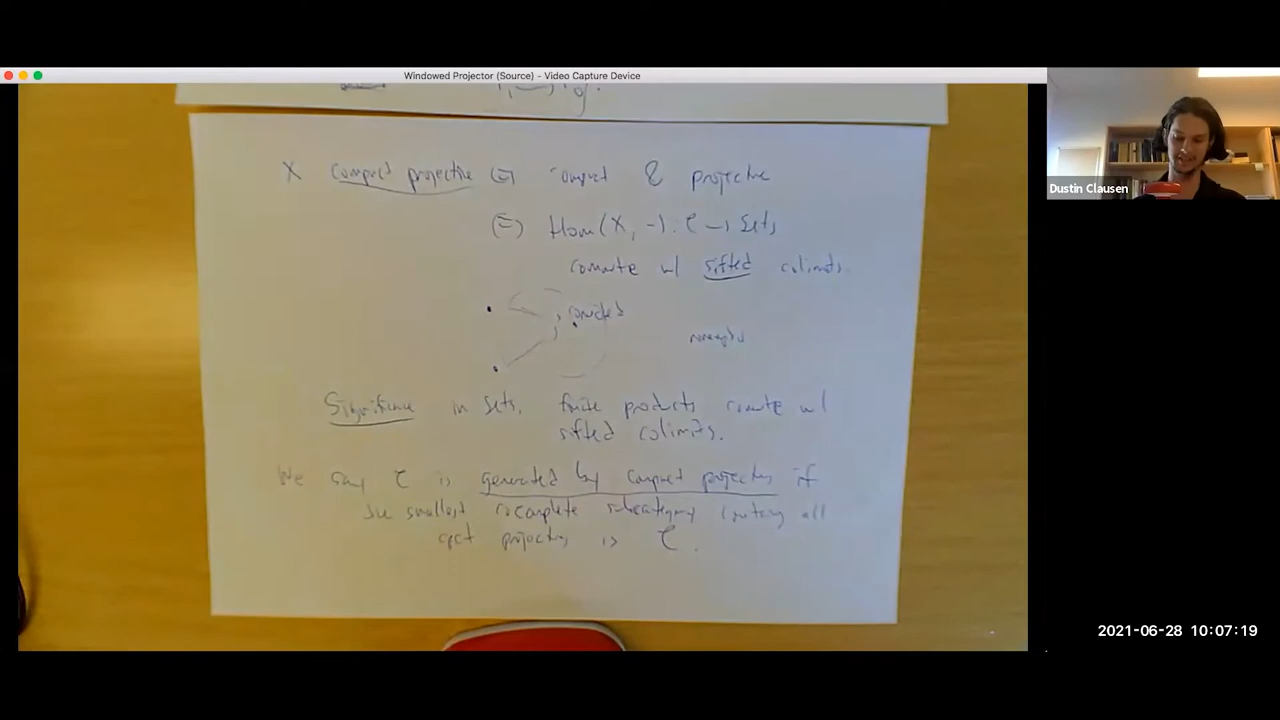 Windowed Projector (Source) - Video Capture Device
Dustin Clausen
X compact projective ⇔ compact & projective
⇔ Hom(X, -): C → Sets
commute w/ sifted colimits.
connected
nonempty
Significance in Sets, finite products commute w/
sifted colimits.
We say C is generated by compact projectives if
the smallest cocomplete subcategory containing all
cpct projectives is C.
2021-06-28 10:07:19